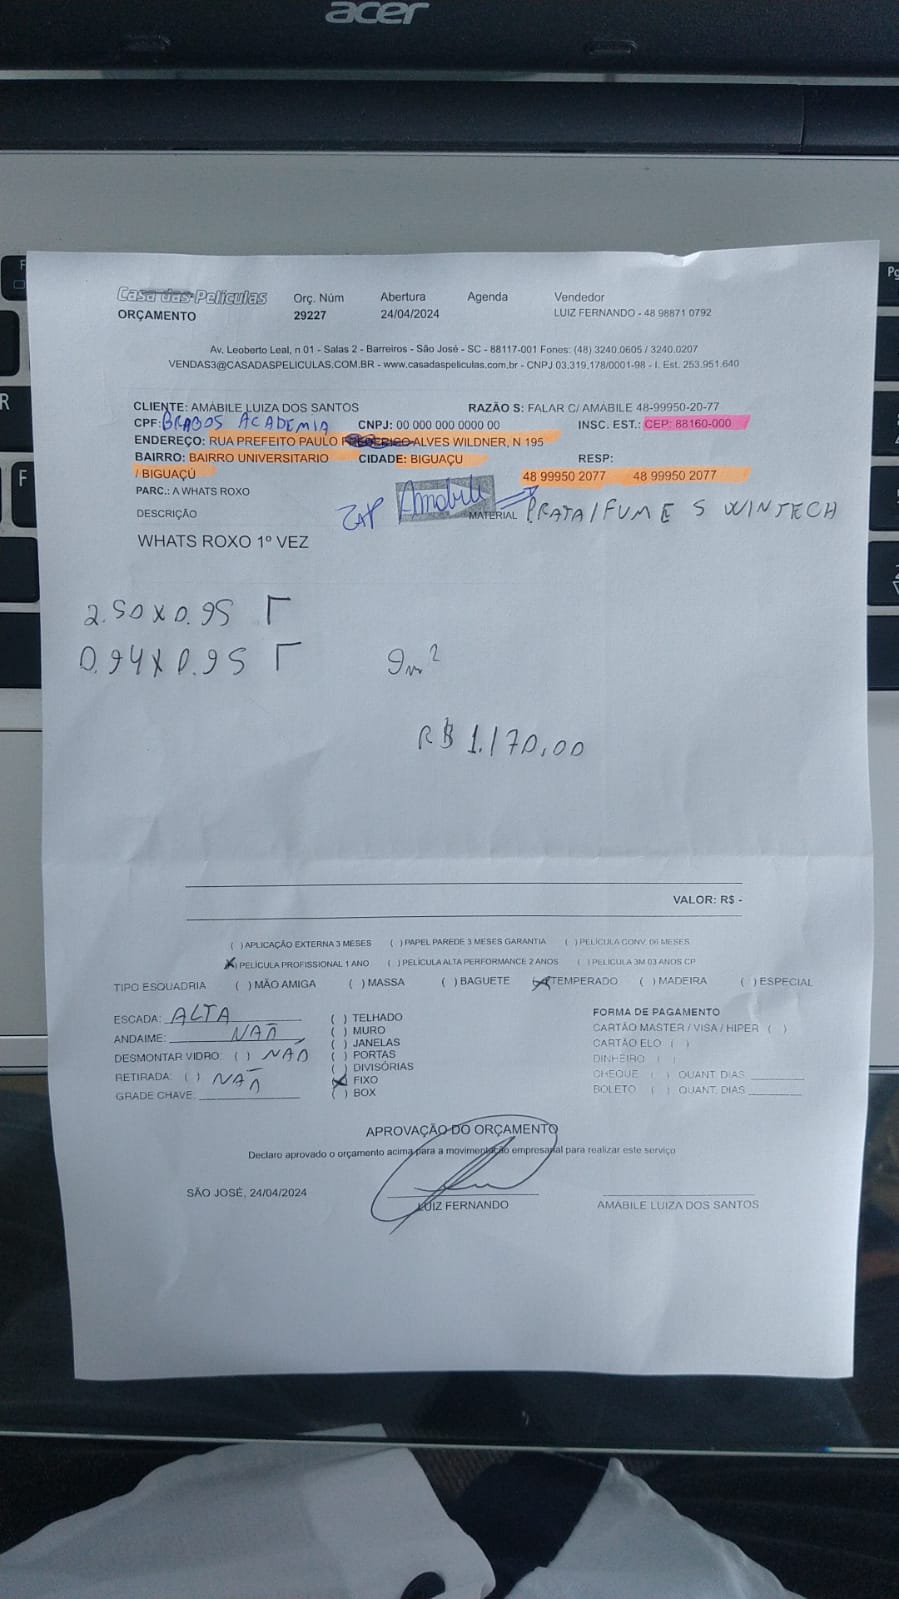 acer
Casa das Películas
Orç. Núm Abertura Agenda Vendedor
ORÇAMENTO 29227 24/04/2024 LUIZ FERNANDO - 48 98871 0792
Av. Leoberto Leal, n 01 - Salas 2 - Barreiros - São José - SC - 88117-001 Fones: (48) 3240.0605 / 3240.0207
VENDAS3@CASADASPELICULAS.COM.BR - www.casadaspeliculas.com.br - CNPJ 03.319.178/0001-98 - I. Est. 253.951.640
CLIENTE: AMÁBILE LUIZA DOS SANTOS RAZÃO S: FALAR C/ AMABILE 48-99950-20-77
CPF: BRABOS ACADEMIA CNPJ: 00 000 000 0000 00 INSC. EST.: CEP: 88160-000
ENDEREÇO: RUA PREFEITO PAULO ALVES WILDNER, N 195
BAIRRO: BAIRRO UNIVERSITARIO CIDADE: BIGUAÇU RESP:
/ BIGUAÇÚ 48 99950 2077 48 99950 2077
PARC.: A WHATS ROXO
ZAP Amabile
DESCRIÇÃO MATERIAL PRATA/FUME S WINTECH
WHATS ROXO 1º VEZ
2.50 x 0.95 Γ
0.94 x 0.95 Γ 9m²
R$ 1.170,00
VALOR: R$ -
( ) APLICAÇÃO EXTERNA 3 MESES ( ) PAPEL PAREDE 3 MESES GARANTIA ( ) PELÍCULA CONV. 06 MESES
(X) PELÍCULA PROFISSIONAL 1 ANO ( ) PELÍCULA ALTA PERFORMANCE 2 ANOS ( ) PELICULA 3M 03 ANOS CP
TIPO ESQUADRIA ( ) MÃO AMIGA ( ) MASSA ( ) BAGUETE (X) TEMPERADO ( ) MADEIRA ( ) ESPECIAL
ESCADA: ALTA
ANDAIME: NAÕ
DESMONTAR VIDRO: ( ) NAÕ
RETIRADA: ( ) NAÕ
GRADE CHAVE:
( ) TELHADO
( ) MURO
( ) JANELAS
( ) PORTAS
( ) DIVISÓRIAS
(X) FIXO
( ) BOX
FORMA DE PAGAMENTO
CARTÃO MASTER / VISA / HIPER ( )
CARTÃO ELO ( )
DINHEIRO ( )
CHEQUE ( ) QUANT. DIAS
BOLETO ( ) QUANT. DIAS
APROVAÇÃO DO ORÇAMENTO
Declaro aprovado o orçamento acima para a movimentação empresarial para realizar este serviço
SÃO JOSÉ, 24/04/2024
LUIZ FERNANDO AMÁBILE LUIZA DOS SANTOS